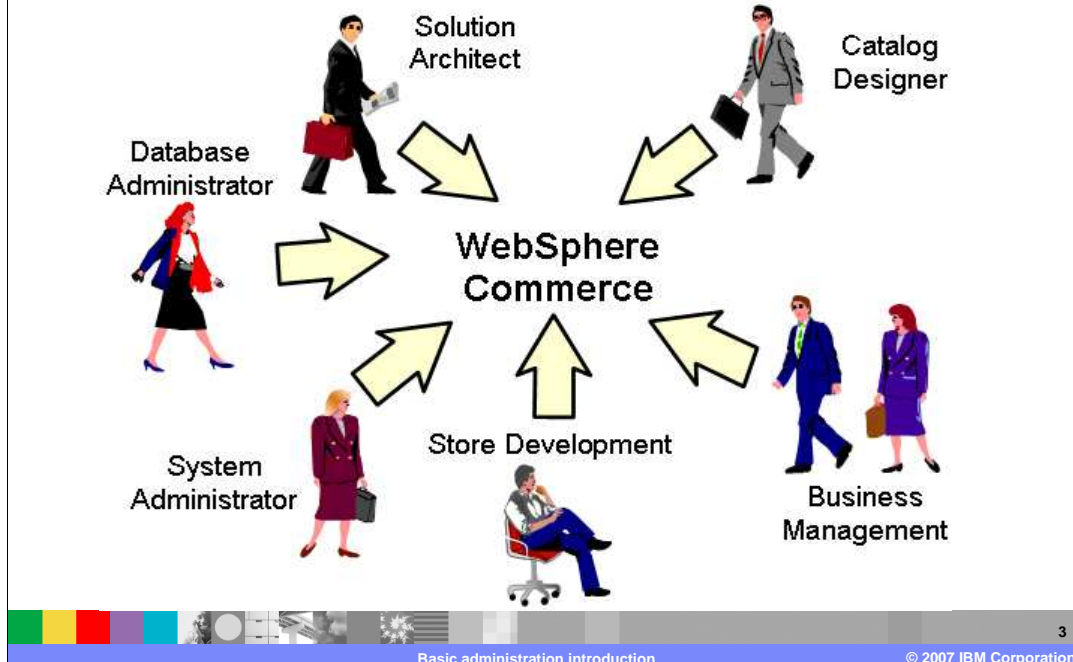 Solution
Architect
Catalog
Designer
Database
Administrator
WebSphere
Commerce
Store Development
System
Administrator
Business
Management
3
Basic administration introduction
© 2007 IBM Corporation